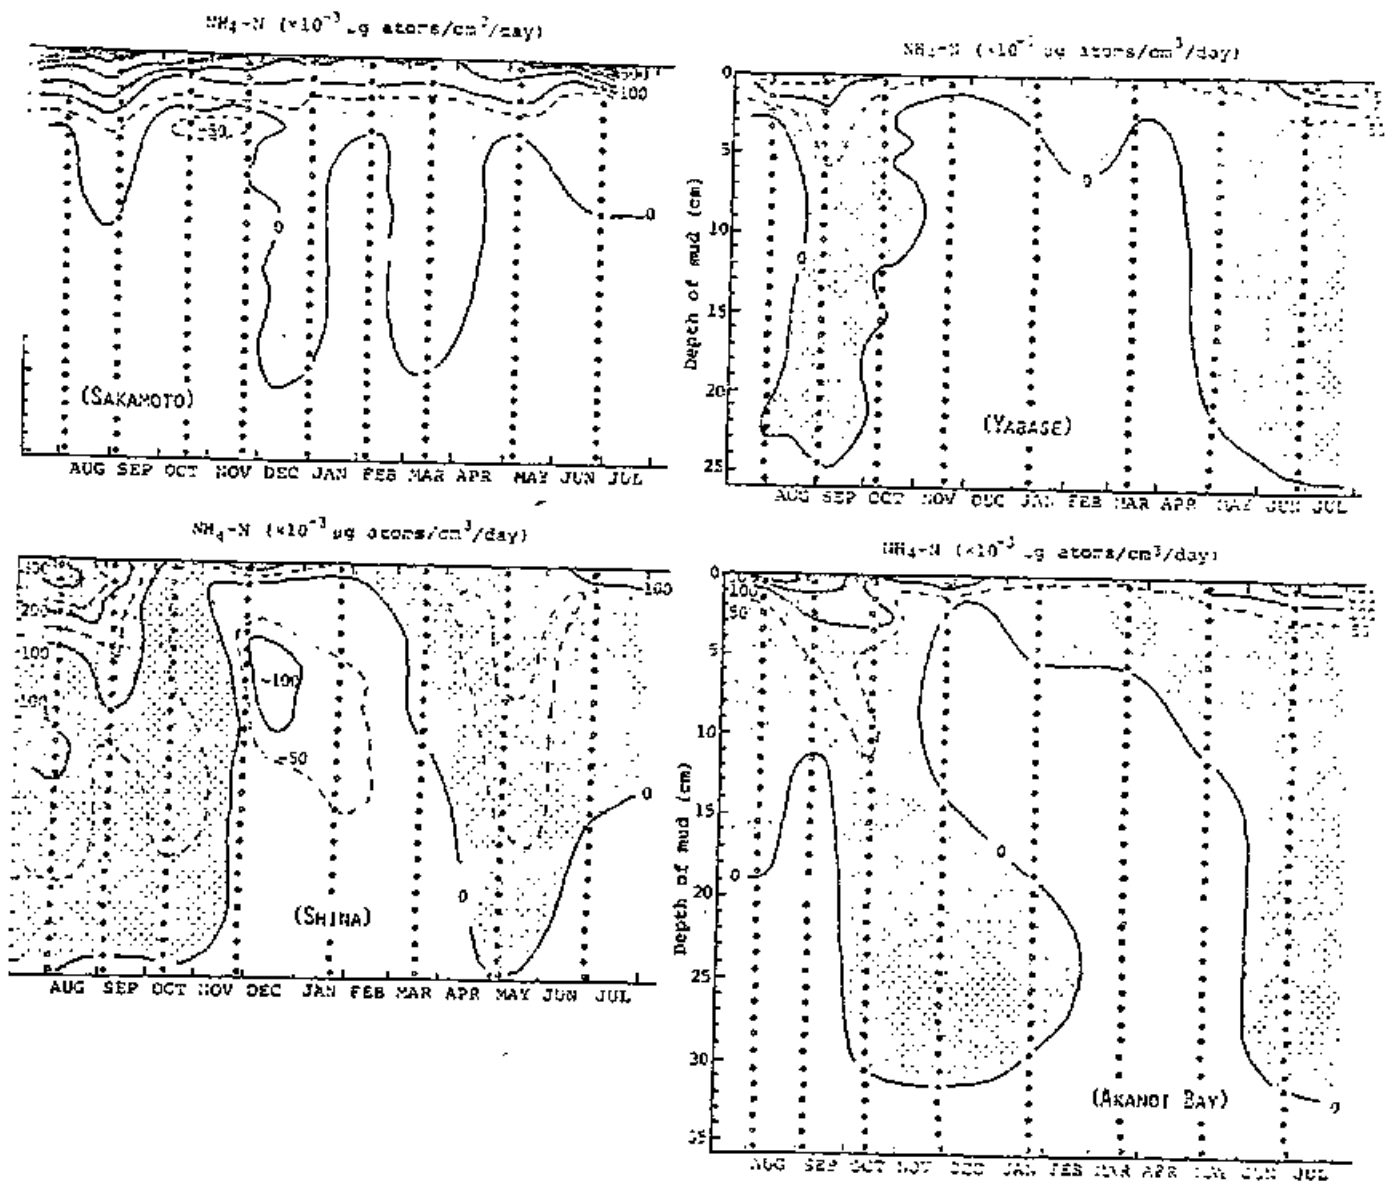 NH₄-N (×10⁻³ µg atoms/cm³/day)
-50
100
0
0
(SAKAMOTO)
AUG SEP OCT NOV DEC JAN FEB MAR APR MAY JUN JUL
NH₄-N (×10⁻³ µg atoms/cm³/day)
0
5
10
15
20
25
Depth of mud (cm)
0
0
(YABASE)
AUG SEP OCT NOV DEC JAN FEB MAR APR MAY JUN JUL
NH₄-N (×10⁻³ µg atoms/cm³/day)
200
100
100
100
-100
-50
0
0
(SHINA)
AUG SEP OCT NOV DEC JAN FEB MAR APR MAY JUN JUL
NH₄-N (×10⁻³ µg atoms/cm³/day)
0
5
10
15
20
25
30
35
Depth of mud (cm)
100
50
0
0
0
(AKANOI BAY)
AUG SEP OCT NOV DEC JAN FEB MAR APR MAY JUN JUL